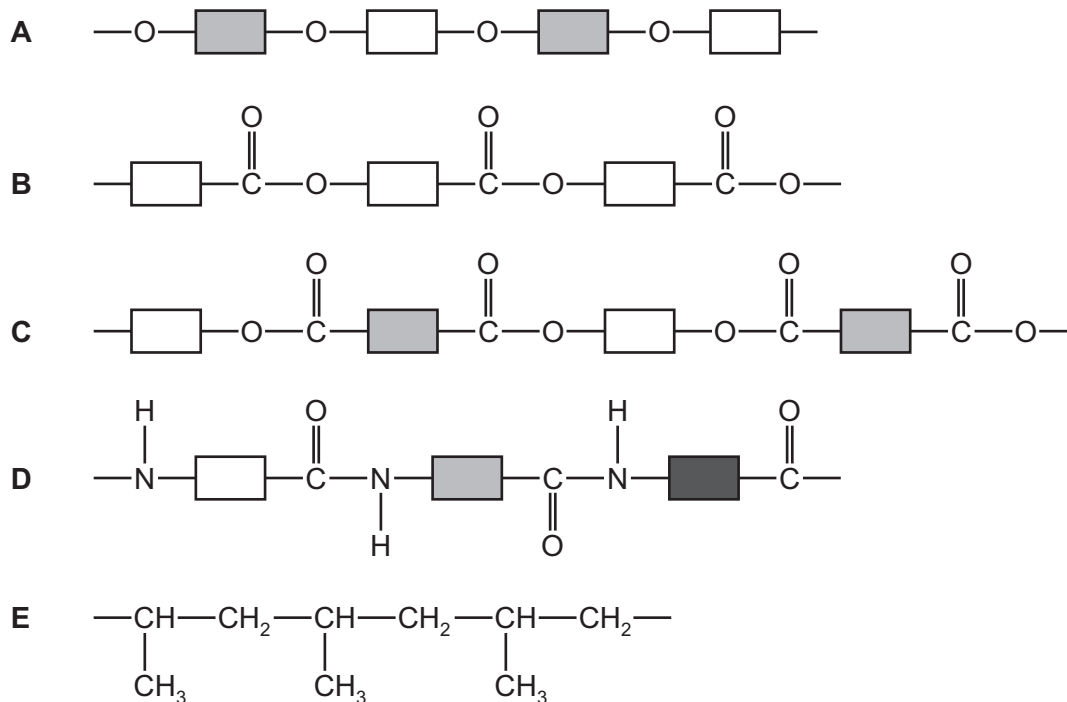 A O O O O
O O O
B C O C O C O
O O O O
C O C C O O C C O
H O H O
D N C N C N C
H O
E CH CH₂ CH CH₂ CH CH₂
CH₃ CH₃ CH₃